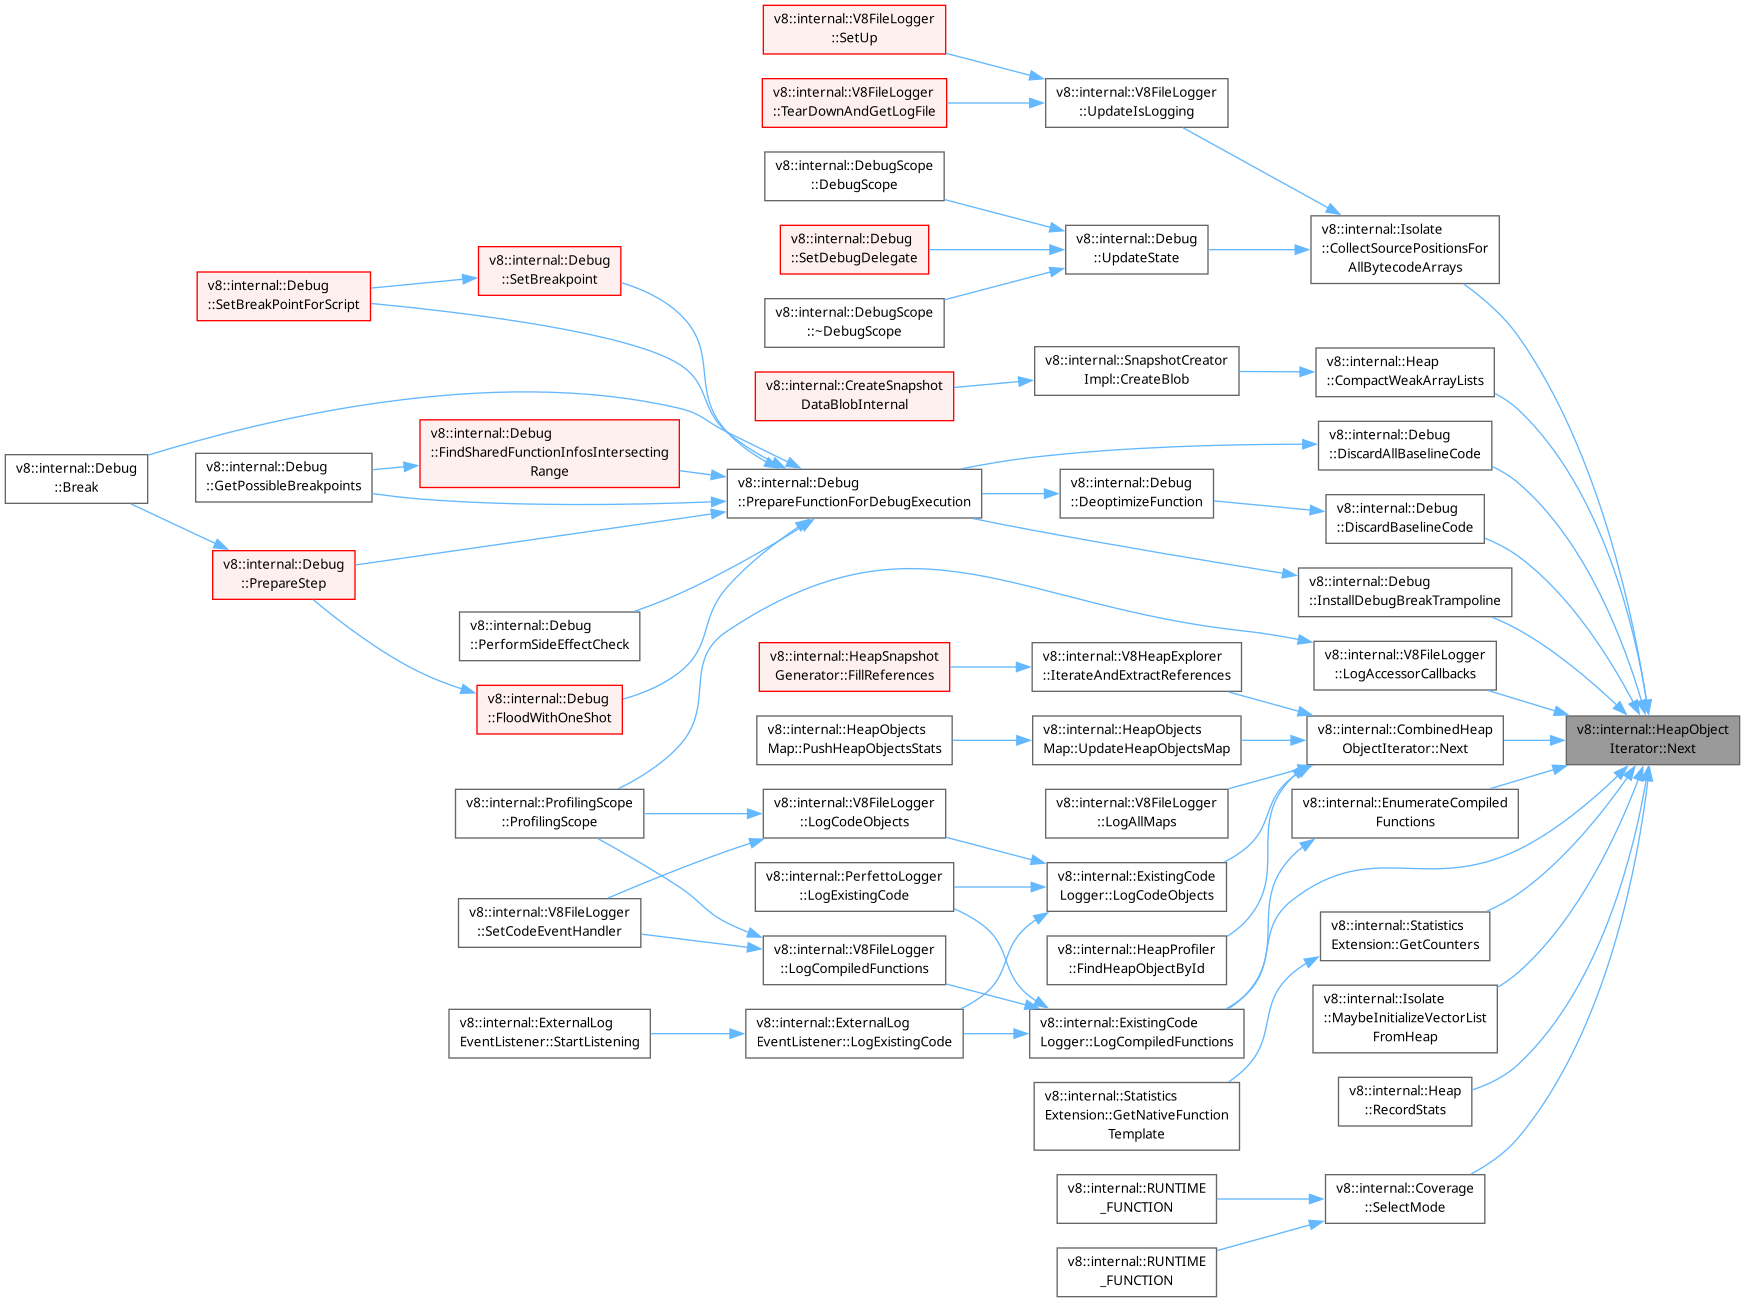 v8::internal::V8FileLogger
::SetUp
v8::internal::V8FileLogger
::TearDownAndGetLogFile
v8::internal::V8FileLogger
::UpdateIsLogging
v8::internal::DebugScope
::DebugScope
v8::internal::Debug
::SetDebugDelegate
v8::internal::Debug
::UpdateState
v8::internal::Isolate
::CollectSourcePositionsFor
AllBytecodeArrays
v8::internal::DebugScope
::~DebugScope
v8::internal::Debug
::SetBreakpoint
v8::internal::Debug
::SetBreakPointForScript
v8::internal::CreateSnapshot
DataBlobInternal
v8::internal::SnapshotCreator
Impl::CreateBlob
v8::internal::Heap
::CompactWeakArrayLists
v8::internal::Debug
::Break
v8::internal::Debug
::GetPossibleBreakpoints
v8::internal::Debug
::FindSharedFunctionInfosIntersecting
Range
v8::internal::Debug
::PrepareFunctionForDebugExecution
v8::internal::Debug
::DeoptimizeFunction
v8::internal::Debug
::DiscardAllBaselineCode
v8::internal::Debug
::DiscardBaselineCode
v8::internal::Debug
::PrepareStep
v8::internal::Debug
::InstallDebugBreakTrampoline
v8::internal::Debug
::PerformSideEffectCheck
v8::internal::HeapSnapshot
Generator::FillReferences
v8::internal::V8HeapExplorer
::IterateAndExtractReferences
v8::internal::V8FileLogger
::LogAccessorCallbacks
v8::internal::Debug
::FloodWithOneShot
v8::internal::HeapObjects
Map::PushHeapObjectsStats
v8::internal::HeapObjects
Map::UpdateHeapObjectsMap
v8::internal::CombinedHeap
ObjectIterator::Next
v8::internal::HeapObject
Iterator::Next
v8::internal::ProfilingScope
::ProfilingScope
v8::internal::V8FileLogger
::LogCodeObjects
v8::internal::V8FileLogger
::LogAllMaps
v8::internal::EnumerateCompiled
Functions
v8::internal::PerfettoLogger
::LogExistingCode
v8::internal::ExistingCode
Logger::LogCodeObjects
v8::internal::V8FileLogger
::SetCodeEventHandler
v8::internal::V8FileLogger
::LogCompiledFunctions
v8::internal::HeapProfiler
::FindHeapObjectById
v8::internal::Statistics
Extension::GetCounters
v8::internal::ExternalLog
EventListener::StartListening
v8::internal::ExternalLog
EventListener::LogExistingCode
v8::internal::ExistingCode
Logger::LogCompiledFunctions
v8::internal::Isolate
::MaybeInitializeVectorList
FromHeap
v8::internal::Statistics
Extension::GetNativeFunction
Template
v8::internal::Heap
::RecordStats
v8::internal::RUNTIME
_FUNCTION
v8::internal::Coverage
::SelectMode
v8::internal::RUNTIME
_FUNCTION